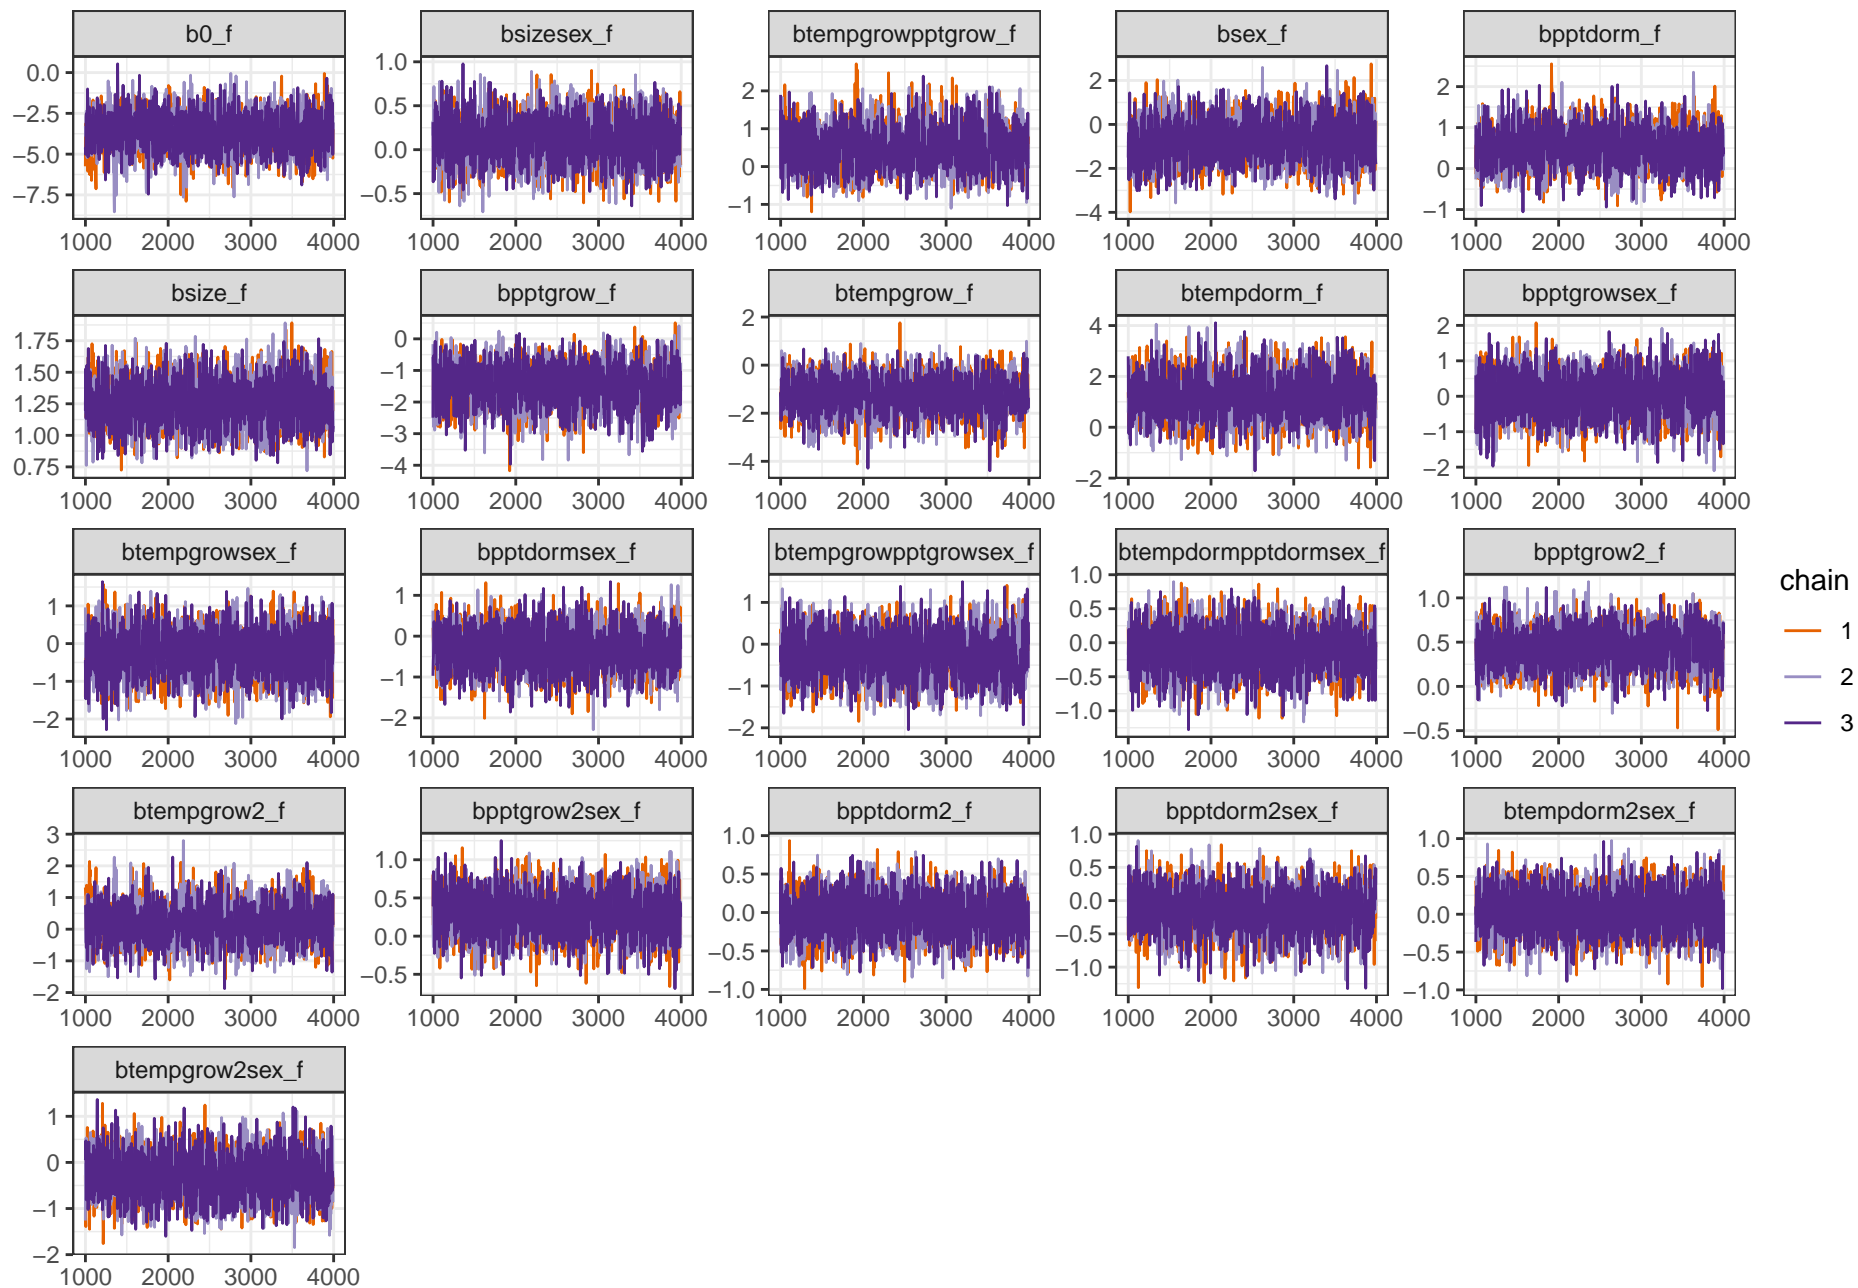 b0_f bsizesex_f btempgrowpptgrow_f bsex_f bpptdorm_f
0.0 −2.5 −5.0 −7.5
1.0 0.5 0.0 −0.5
2 1 0 −1
2 0 −2 −4
2 1 0 −1
1000 2000 3000 4000 1000 2000 3000 4000 1000 2000 3000 4000 1000 2000 3000 4000 1000 2000 3000 4000
bsize_f bpptgrow_f btempgrow_f btempdorm_f bpptgrowsex_f
1.75 1.50 1.25 1.00 0.75
0 −1 −2 −3 −4
2 0 −2 −4
4 2 0 −2
2 1 0 −1 −2
1000 2000 3000 4000 1000 2000 3000 4000 1000 2000 3000 4000 1000 2000 3000 4000 1000 2000 3000 4000
btempgrowsex_f bpptdormsex_f btempgrowpptgrowsex_f btempdormpptdormsex_f bpptgrow2_f
1 0 −1 −2
1 0 −1 −2
1 0 −1 −2
1.0 0.5 0.0 −0.5 −1.0
1.0 0.5 0.0 −0.5
1000 2000 3000 4000 1000 2000 3000 4000 1000 2000 3000 4000 1000 2000 3000 4000 1000 2000 3000 4000
chain
1
2
3
btempgrow2_f bpptgrow2sex_f bpptdorm2_f bpptdorm2sex_f btempdorm2sex_f
3 2 1 0 −1 −2
1.0 0.5 0.0 −0.5
1.0 0.5 0.0 −0.5 −1.0
1.0 0.5 0.0 −0.5 −1.0
1.0 0.5 0.0 −0.5 −1.0
1000 2000 3000 4000 1000 2000 3000 4000 1000 2000 3000 4000 1000 2000 3000 4000 1000 2000 3000 4000
btempgrow2sex_f
1 0 −1 −2
1000 2000 3000 4000